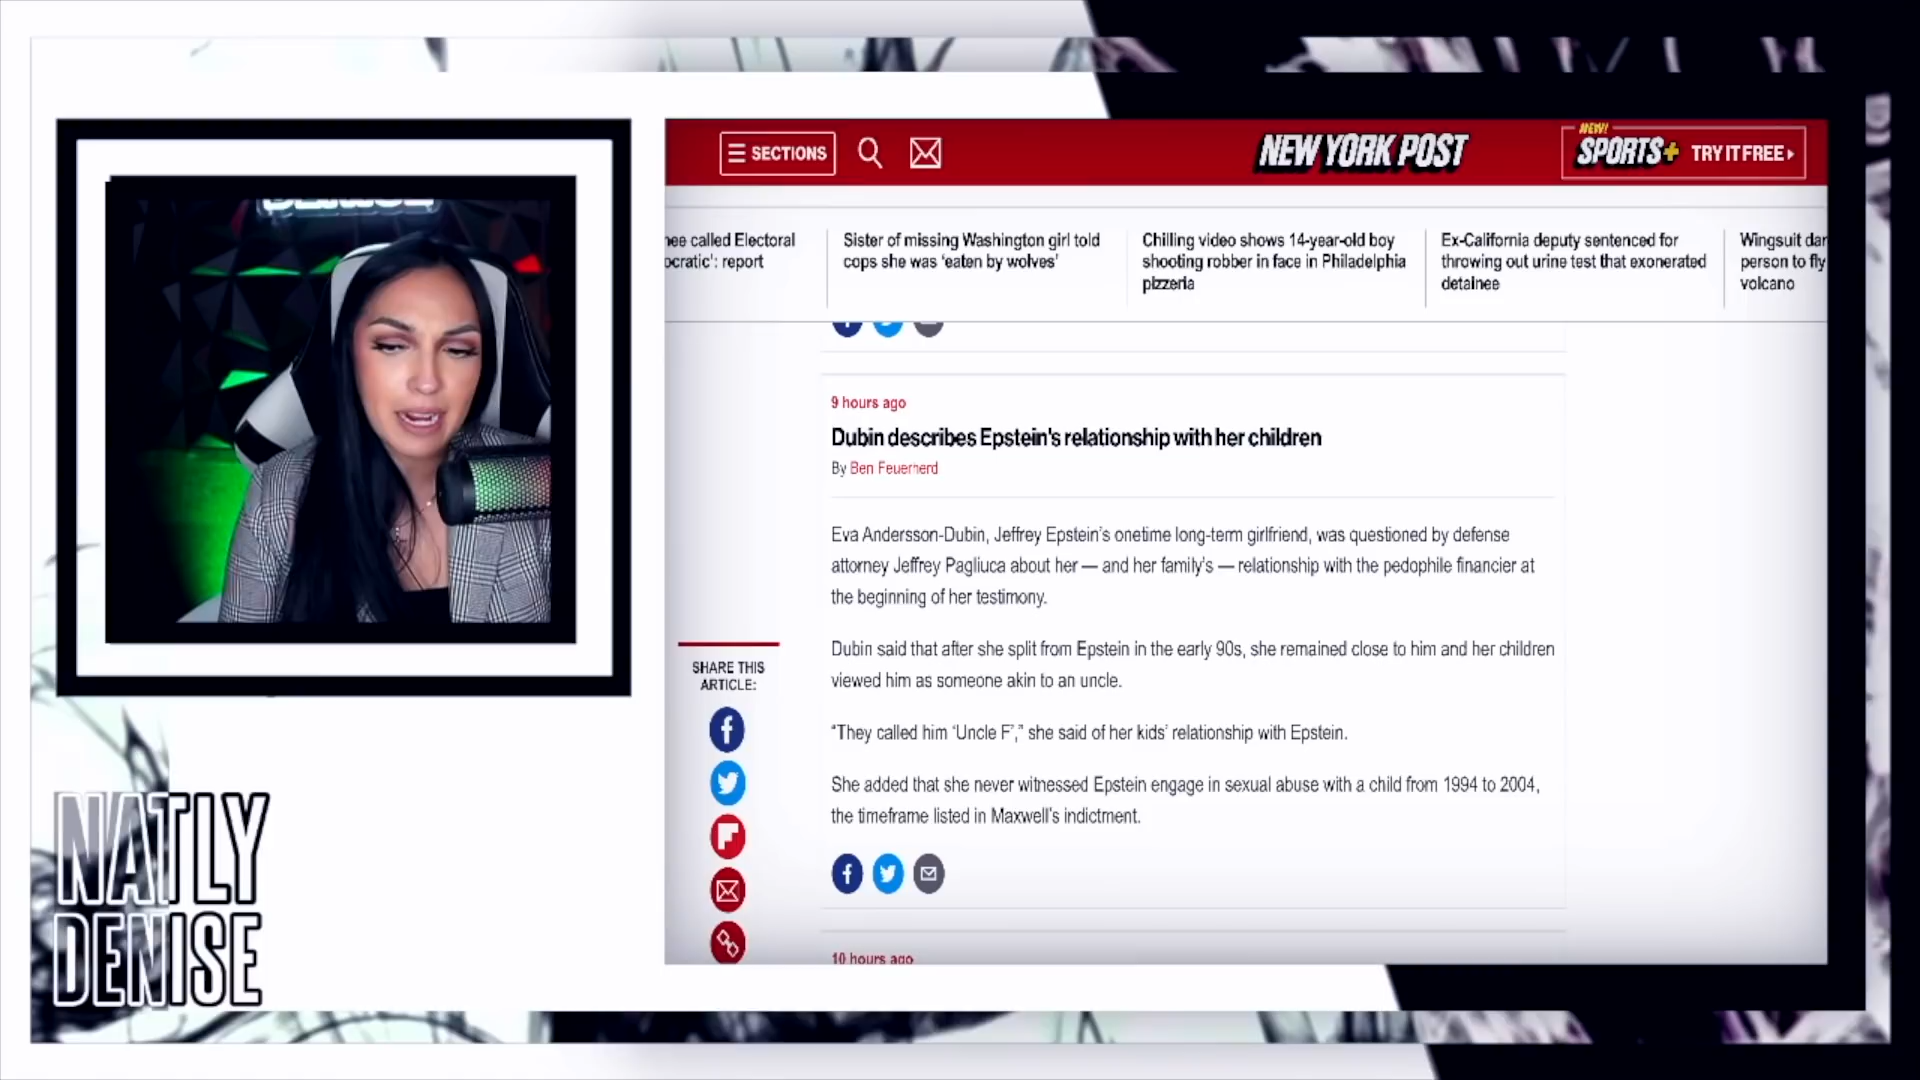 SECTIONS
NEW YORK POST
NEW!
SPORTS+ TRY IT FREE
called Electoral
report
Sister of missing Washington girl told
cops she was ‘eaten by wolves’
Chilling video shows 14-year-old boy
shooting robber in face in Philadelphia
pizzeria
Ex-California deputy sentenced for
throwing out urine test that exonerated
detainee
Wingsuit
person to fly
volcano
9 hours ago
Dubin describes Epstein's relationship with her children
By Ben Feuerherd
Eva Andersson-Dubin, Jeffrey Epstein’s onetime long-term girlfriend, was questioned by defense
attorney Jeffrey Pagliuca about her — and her family’s — relationship with the pedophile financier at
the beginning of her testimony.
Dubin said that after she split from Epstein in the early 90s, she remained close to him and her children
viewed him as someone akin to an uncle.
“They called him ‘Uncle F’,” she said of her kids’ relationship with Epstein.
She added that she never witnessed Epstein engage in sexual abuse with a child from 1994 to 2004,
the timeframe listed in Maxwell’s indictment.
SHARE THIS
ARTICLE:
10 hours ago
NATLY
DENISE